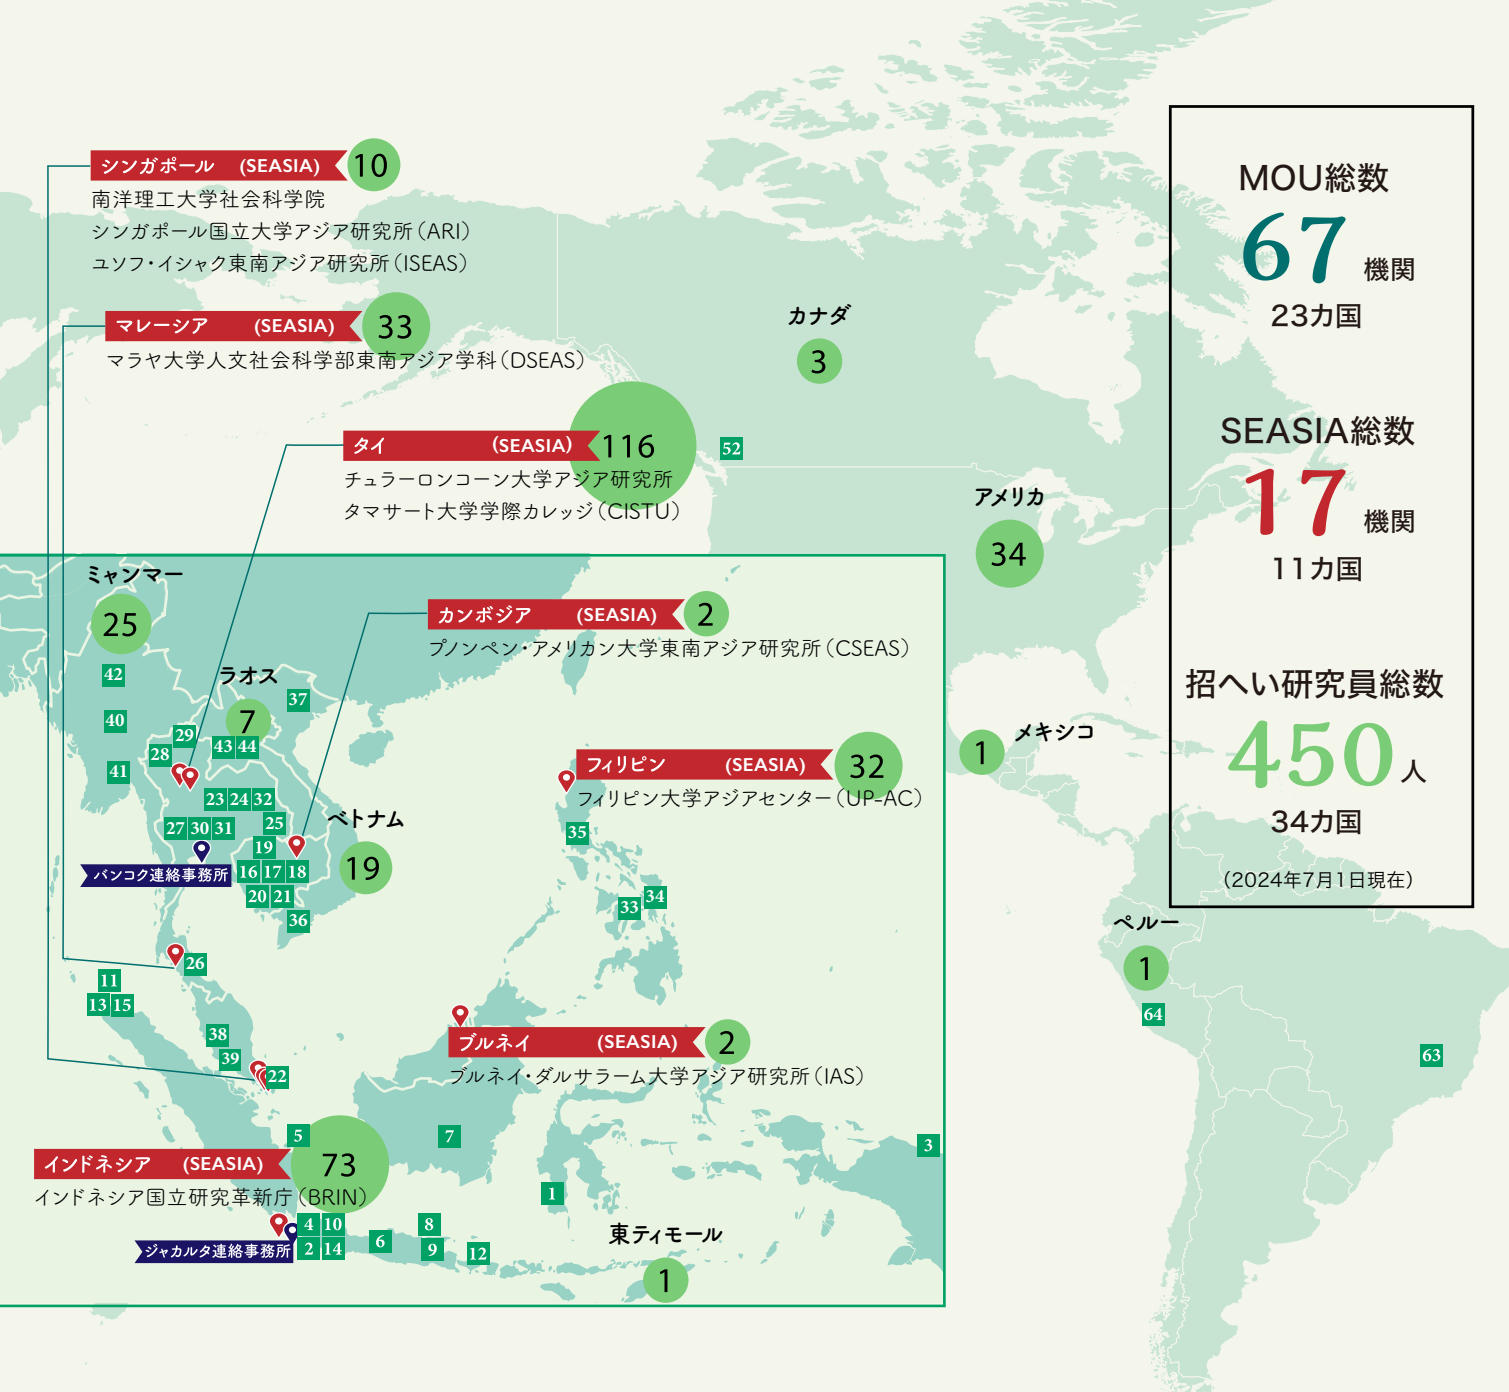 シンガポール (SEASIA) 10
南洋理工大学社会科学院
シンガポール国立大学アジア研究所(ARI)
ユソフ・イシャク東南アジア研究所(ISEAS)
マレーシア (SEASIA) 33
マラヤ大学人文社会科学部東南アジア学科(DSEAS)
タイ (SEASIA) 116
チュラーロンコーン大学アジア研究所
タマサート大学学際カレッジ(CISTU)
カナダ
3
52
アメリカ
34
MOU総数
67 機関
23カ国
SEASIA総数
17 機関
11カ国
招へい研究員総数
450人
34カ国
(2024年7月1日現在)
ミャンマー
25
カンボジア (SEASIA) 2
プノンペン・アメリカン大学東南アジア研究所(CSEAS)
42
ラオス
7
37
40
29
28
43 44
41
メキシコ
1
フィリピン (SEASIA) 32
フィリピン大学アジアセンター(UP-AC)
23 24 32
27 30 31
25
ベトナム
19
35
19
バンコク連絡事務所
16 17 18
20 21
36
34
33
ペルー
1
64
63
26
11
13 15
38
39
22
ブルネイ (SEASIA) 2
ブルネイ・ダルサラーム大学アジア研究所(IAS)
5
7
3
インドネシア (SEASIA) 73
インドネシア国立研究革新庁(BRIN)
1
4 10
8
ジャカルタ連絡事務所
2 14
6
9
12
東ティモール
1